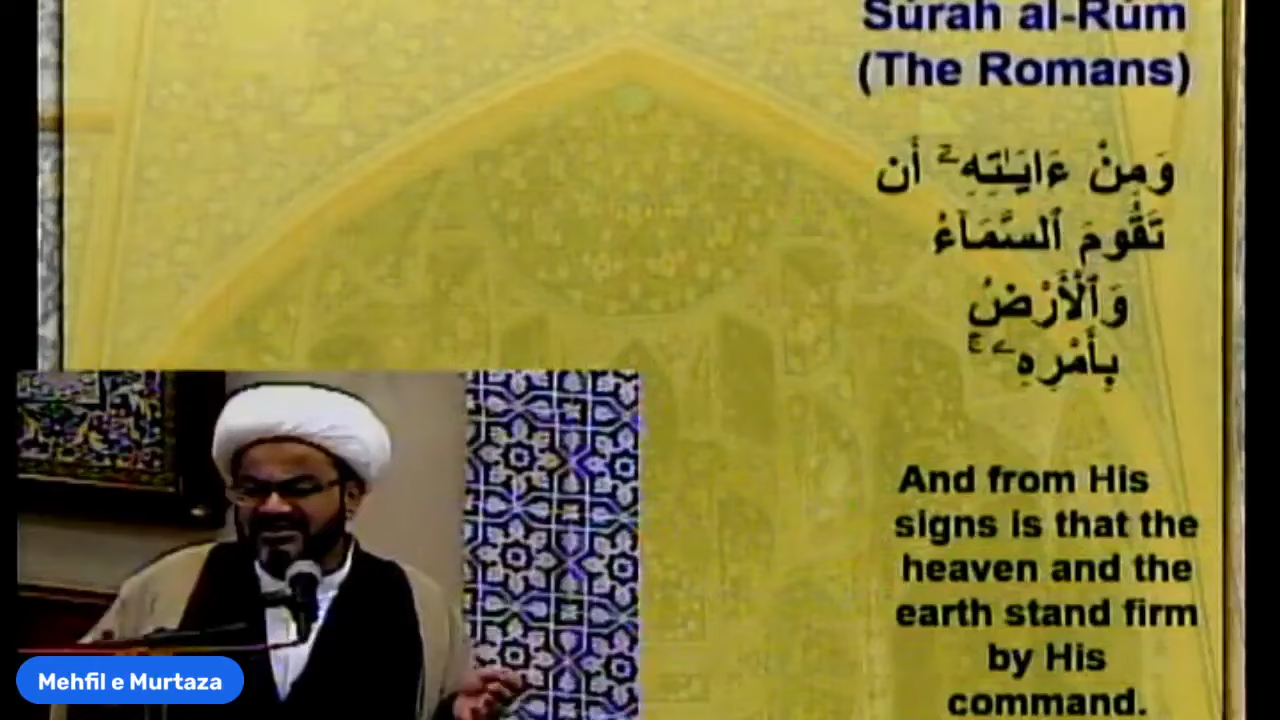 Sūrah al-Rūm
(The Romans)
وَمِنْ ءَايَـٰتِهِۦٓ أَن
تَقُومَ ٱلسَّمَآءُ
وَٱلْأَرْضُ
بِأَمْرِهِۦ ۚ
And from His
signs is that the
heaven and the
earth stand firm
by His
command.
Mehfil e Murtaza